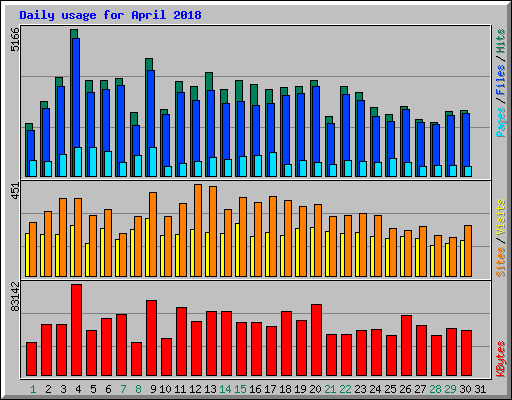 Daily usage for April 2018
5166
Pages/Files/Hits
451
Sites/Visits
83142
KBytes
1 2 3 4 5 6 7 8 9 10 11 12 13 14 15 16 17 18 19 20 21 22 23 24 25 26 27 28 29 30 31